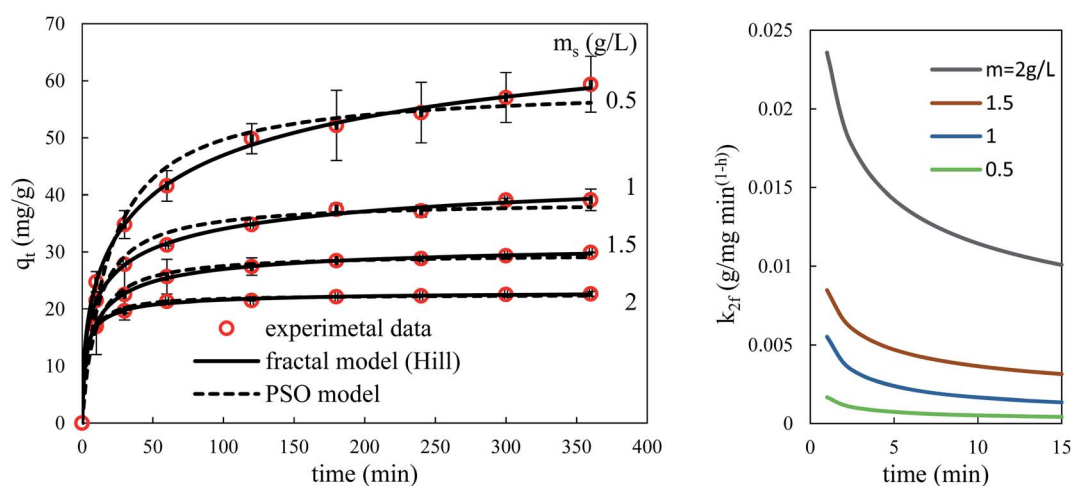 70
60
50
40
30
20
10
0
q_t (mg/g)
m_s (g/L)
0.5
1
1.5
2
experimetal data
fractal model (Hill)
PSO model
0 50 100 150 200 250 300 350 400
time (min)
0.025
0.02
0.015
0.01
0.005
0
k_2f (g/mg min^(1-h))
m=2g/L
1.5
1
0.5
0 5 10 15
time (min)